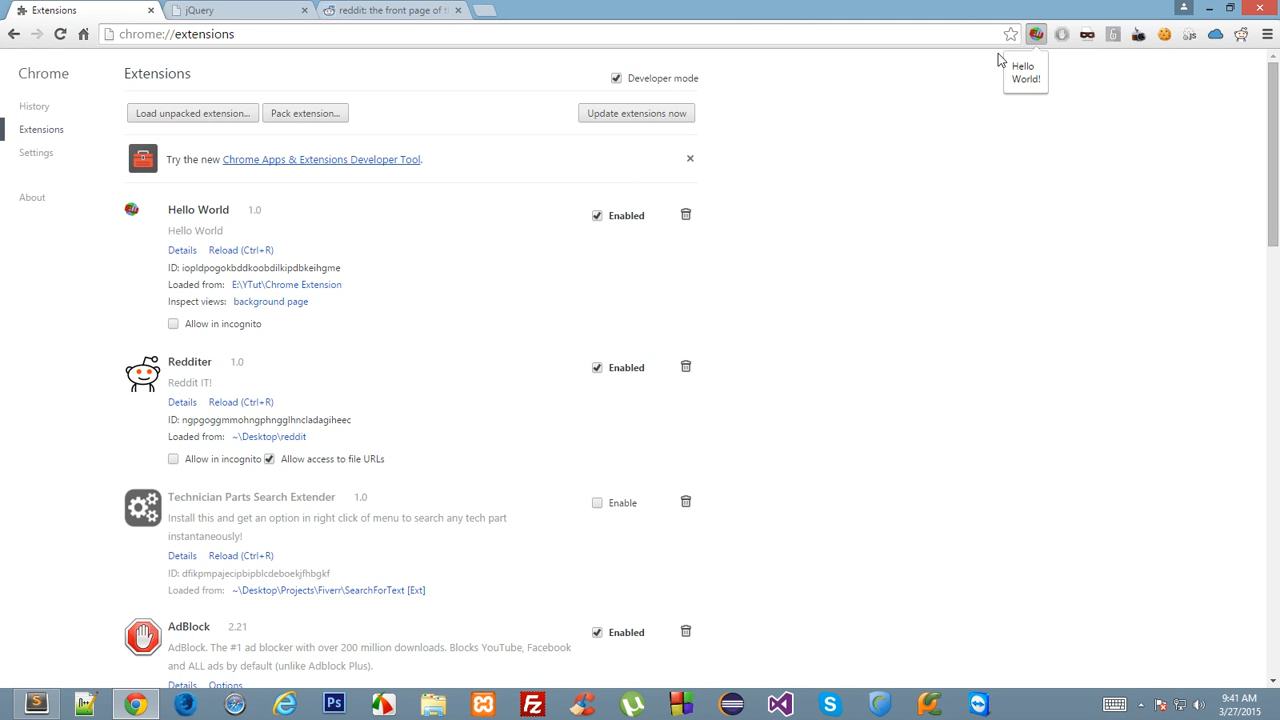 Extensions
jQuery
reddit: the front page of t
chrome://extensions
Hello
World!
Chrome
History
Extensions
Settings
About
Extensions
Developer mode
Load unpacked extension...
Pack extension...
Update extensions now
Try the new Chrome Apps & Extensions Developer Tool.
Hello World 1.0
Enabled
Hello World
Details Reload (Ctrl+R)
ID: iopldpogokbddkoobdilkipdbkeihgme
Loaded from: E:\YTut\Chrome Extension
Inspect views: background page
Allow in incognito
Redditer 1.0
Enabled
Reddit IT!
Details Reload (Ctrl+R)
ID: ngpgoggmmohngphngglhncladagiheec
Loaded from: ~\Desktop\reddit
Allow in incognito Allow access to file URLs
Technician Parts Search Extender 1.0
Enable
Install this and get an option in right click of menu to search any tech part
instantaneously!
Details Reload (Ctrl+R)
ID: dfikpmpajecipbipblcdeboekjfhbgkf
Loaded from: ~\Desktop\Projects\Fiverr\SearchForText [Ext]
AdBlock 2.21
Enabled
AdBlock. The #1 ad blocker with over 200 million downloads. Blocks YouTube, Facebook
and ALL ads by default (unlike Adblock Plus).
Details Options
9:41 AM
3/27/2015